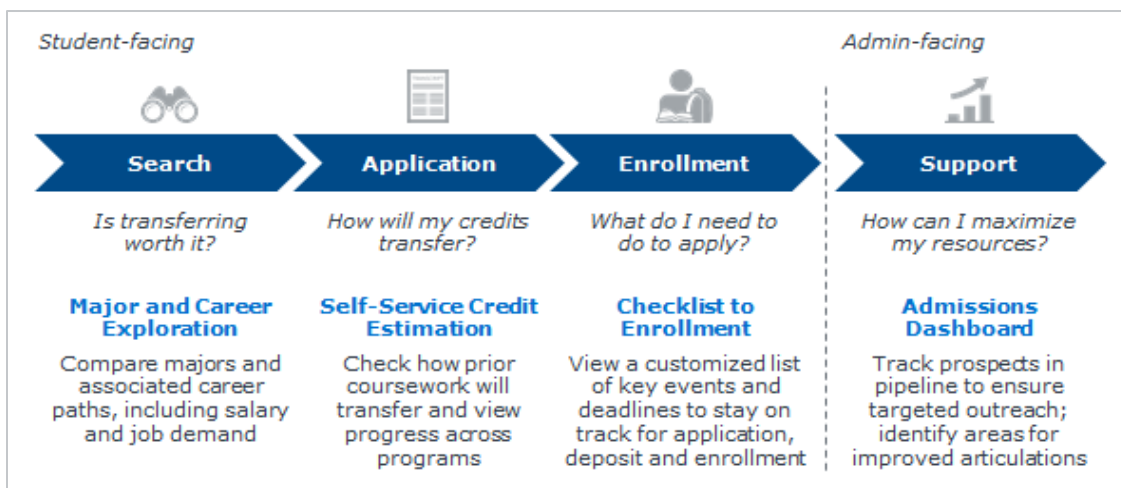 Student-facing
Admin-facing
TRANSCRIPT
Search
Application
Enrollment
Support
Is transferring
worth it?
How will my credits
transfer?
What do I need to
do to apply?
How can I maximize
my resources?
Major and Career
Exploration
Compare majors and
associated career
paths, including salary
and job demand
Self-Service Credit
Estimation
Check how prior
coursework will
transfer and view
progress across
programs
Checklist to
Enrollment
View a customized list
of key events and
deadlines to stay on
track for application,
deposit and enrollment
Admissions
Dashboard
Track prospects in
pipeline to ensure
targeted outreach;
identify areas for
improved articulations